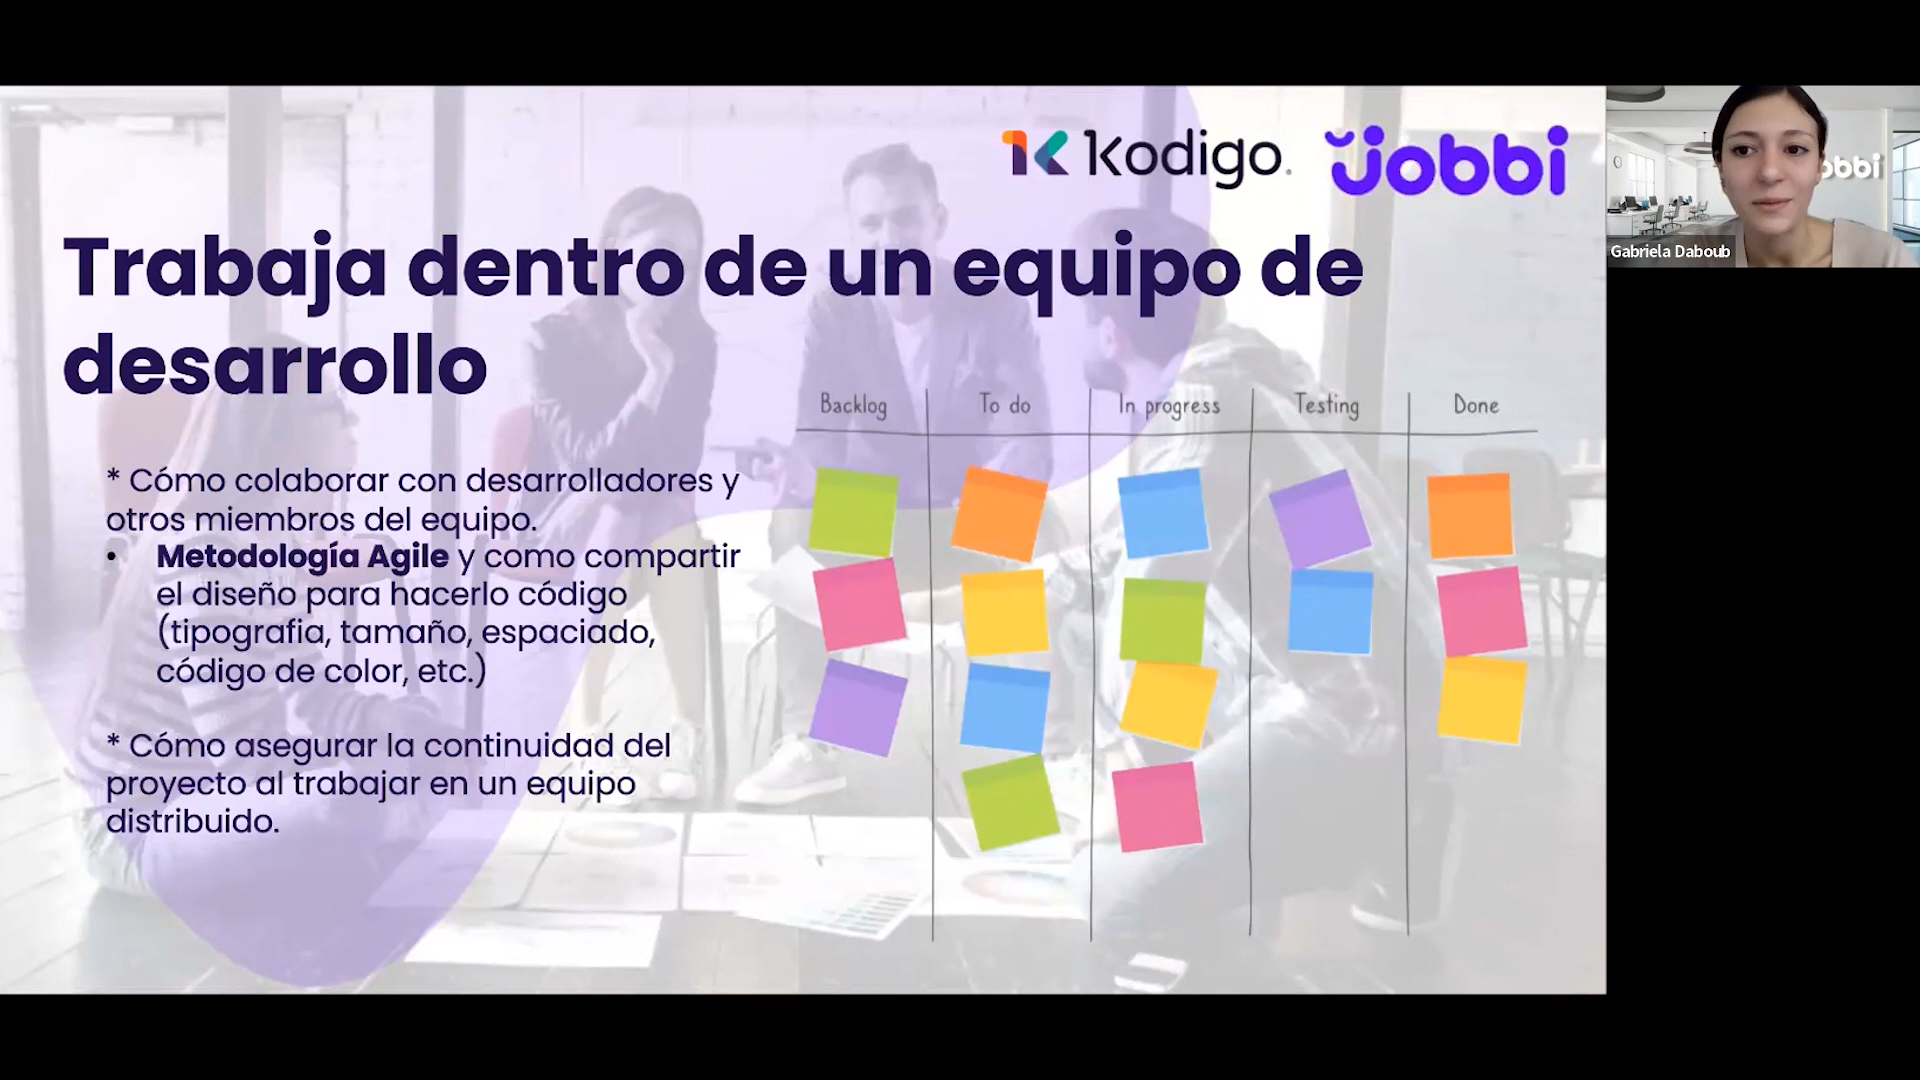 Kodigo.
jobbi
obbi
Gabriela Daboub
Trabaja dentro de un equipo de
desarrollo
Backlog
To do
In progress
Testing
Done
* Cómo colaborar con desarrolladores y
otros miembros del equipo.
• Metodología Agile y como compartir
el diseño para hacerlo código
(tipografia, tamaño, espaciado,
código de color, etc.)
* Cómo asegurar la continuidad del
proyecto al trabajar en un equipo
distribuido.